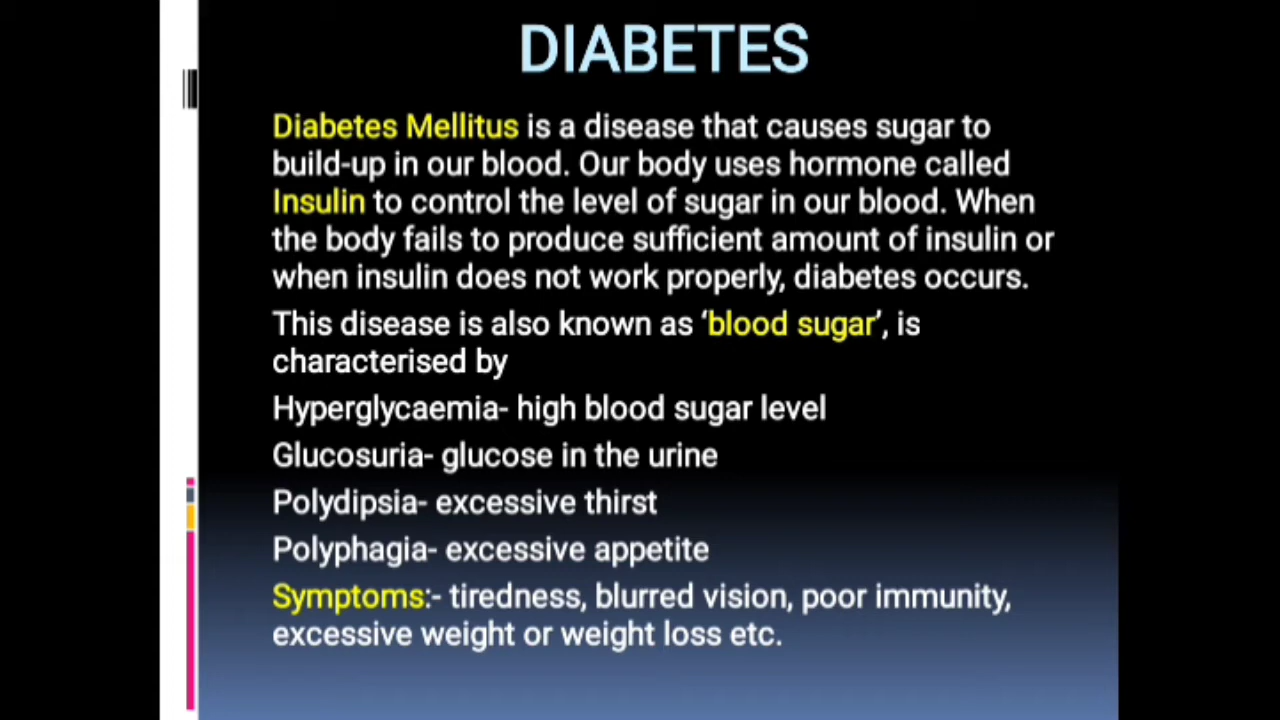 DIABETES
Diabetes Mellitus is a disease that causes sugar to
build-up in our blood. Our body uses hormone called
Insulin to control the level of sugar in our blood. When
the body fails to produce sufficient amount of insulin or
when insulin does not work properly, diabetes occurs.
This disease is also known as ‘blood sugar’, is
characterised by
Hyperglycaemia- high blood sugar level
Glucosuria- glucose in the urine
Polydipsia- excessive thirst
Polyphagia- excessive appetite
Symptoms:- tiredness, blurred vision, poor immunity,
excessive weight or weight loss etc.